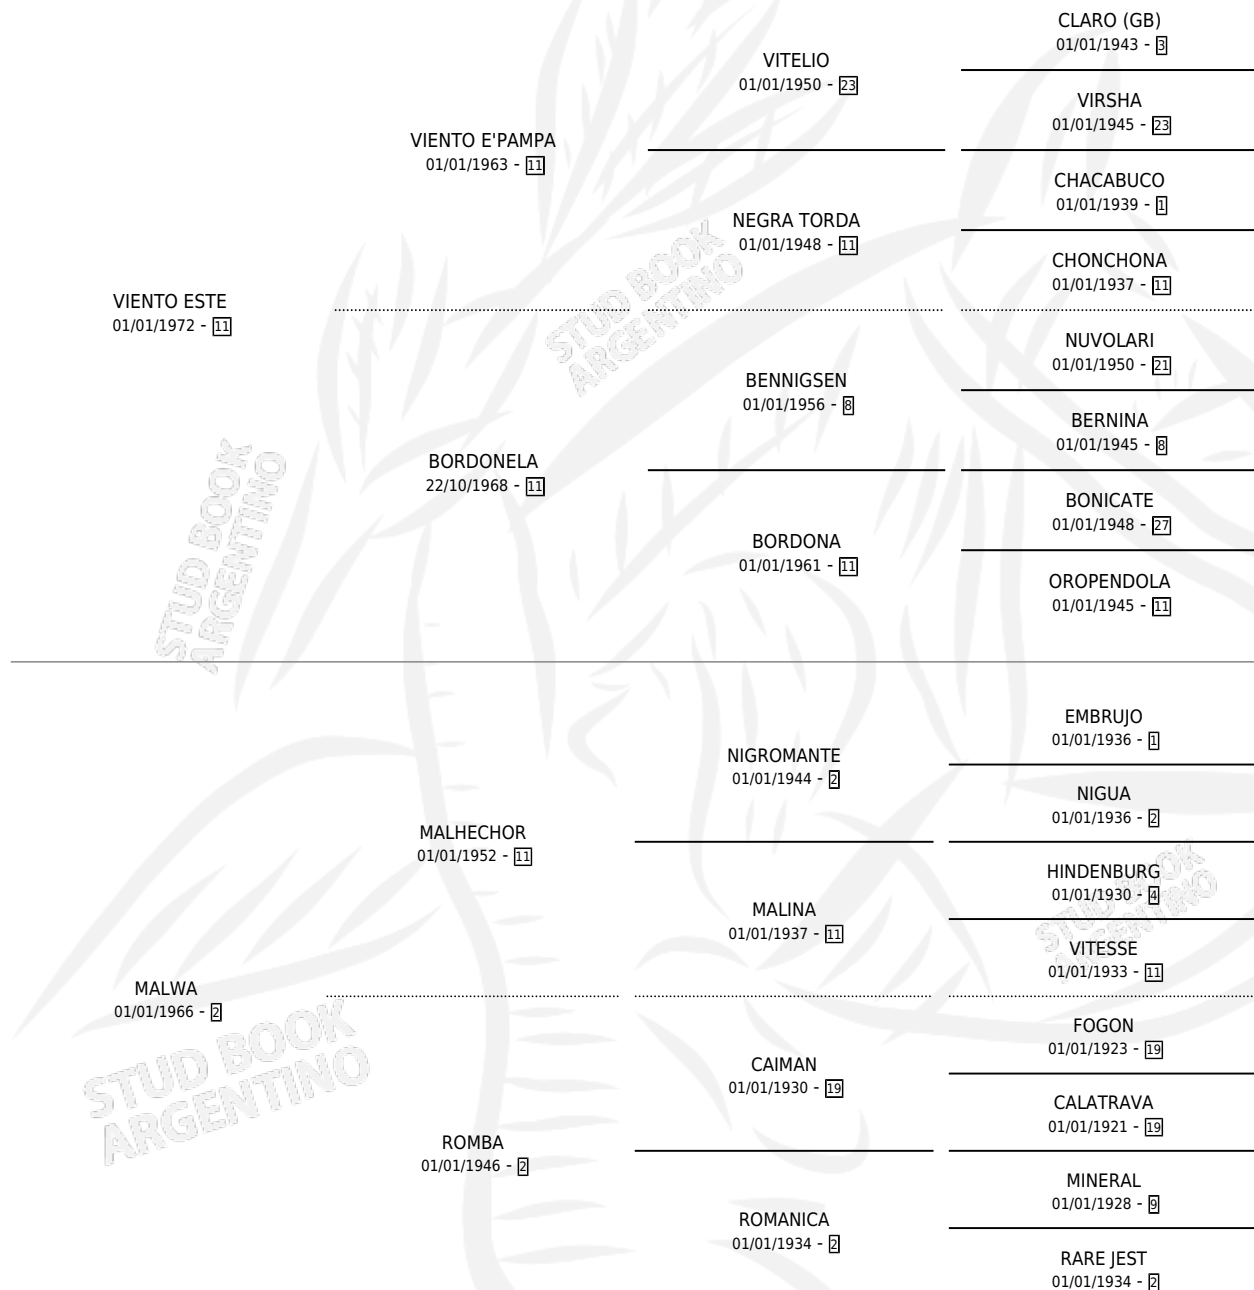 CLARO (GB)
01/01/1943 - 3
VITELIO
01/01/1950 - 23
VIRSHA
01/01/1945 - 23
VIENTO E'PAMPA
01/01/1963 - 11
CHACABUCO
01/01/1939 - 1
NEGRA TORDA
01/01/1948 - 11
CHONCHONA
01/01/1937 - 11
VIENTO ESTE
01/01/1972 - 11
NUVOLARI
01/01/1950 - 21
BENNIGSEN
01/01/1956 - 8
BERNINA
01/01/1945 - 8
BORDONELA
22/10/1968 - 11
BONICATE
01/01/1948 - 27
BORDONA
01/01/1961 - 11
OROPENDOLA
01/01/1945 - 11
EMBRUJO
01/01/1936 - 1
NIGROMANTE
01/01/1944 - 2
NIGUA
01/01/1936 - 2
MALHECHOR
01/01/1952 - 11
HINDENBURG
01/01/1930 - 4
MALINA
01/01/1937 - 11
VITESSE
01/01/1933 - 11
MALWA
01/01/1966 - 2
FOGON
01/01/1923 - 19
CAIMAN
01/01/1930 - 19
CALATRAVA
01/01/1921 - 19
ROMBA
01/01/1946 - 2
MINERAL
01/01/1928 - 9
ROMANICA
01/01/1934 - 2
RARE JEST
01/01/1934 - 2
STUD BOOK
ARGENTINO
STUD BOOK
ARGENTINO
STUD BOOK
ARGENTINO
STUD BOOK
ARGENTINO